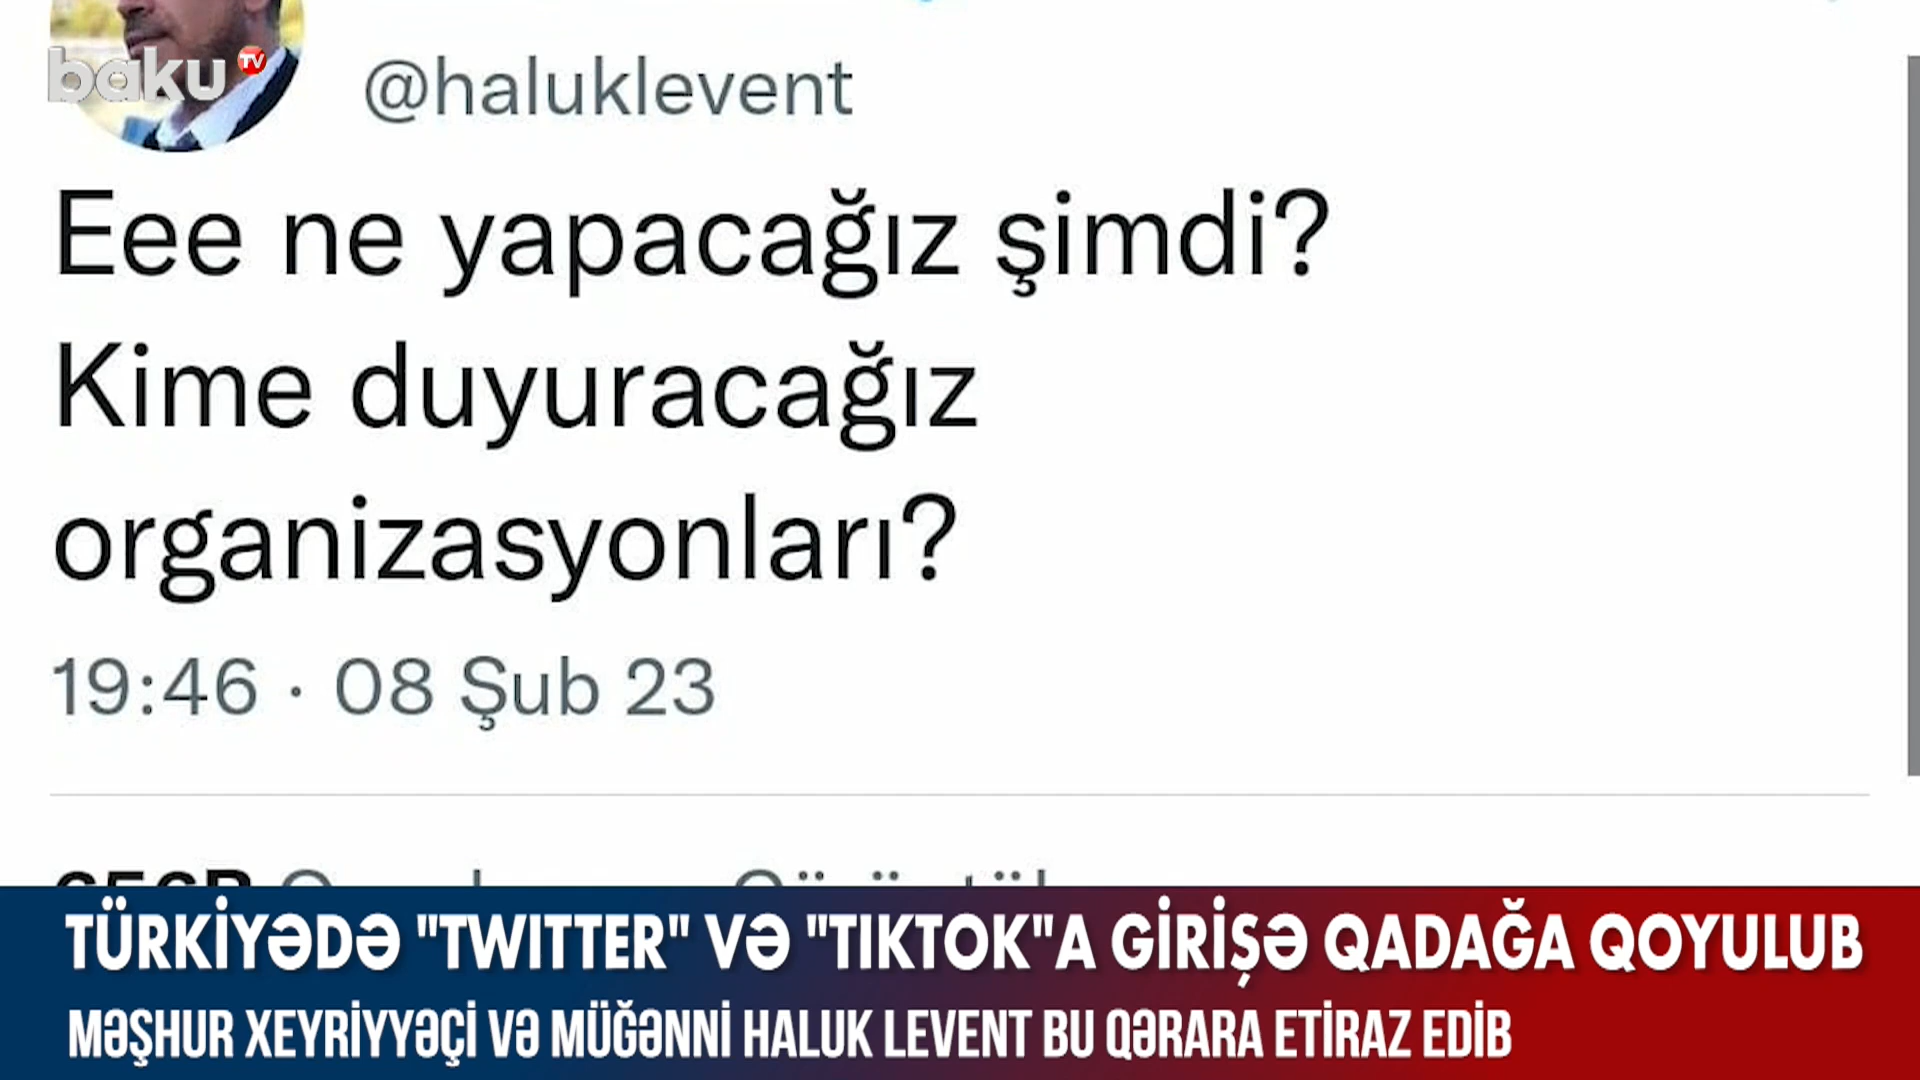 baku TV
@haluklevent
Eee ne yapacağız şimdi?
Kime duyuracağız
organizasyonları?
19:46 · 08 Şub 23
TÜRKİYƏDƏ "TWITTER" VƏ "TIKTOK"A GİRİŞƏ QADAĞA QOYULUB
MƏŞHUR XEYRİYYƏÇİ VƏ MÜĞƏNNİ HALUK LEVENT BU QƏRARA ETİRAZ EDİB